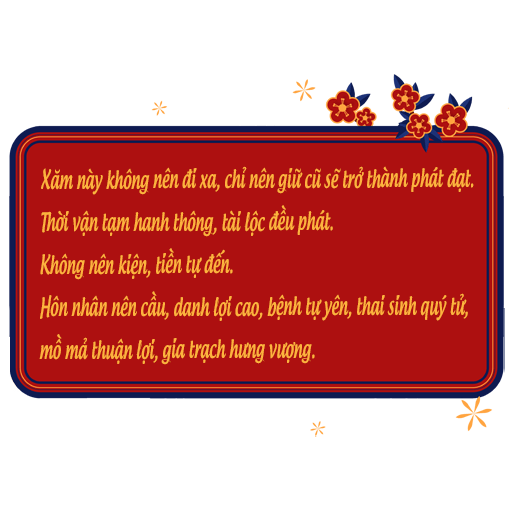 Xăm này không nên đi xa, chỉ nên giữ cũ sẽ trở thành phát đạt.
Thời vận tạm hanh thông, tài lộc đều phát.
Không nên kiện, tiền tự đến.
Hôn nhân nên cầu, danh lợi cao, bệnh tự yên, thai sinh quý tử,
mồ mả thuận lợi, gia trạch hưng vượng.